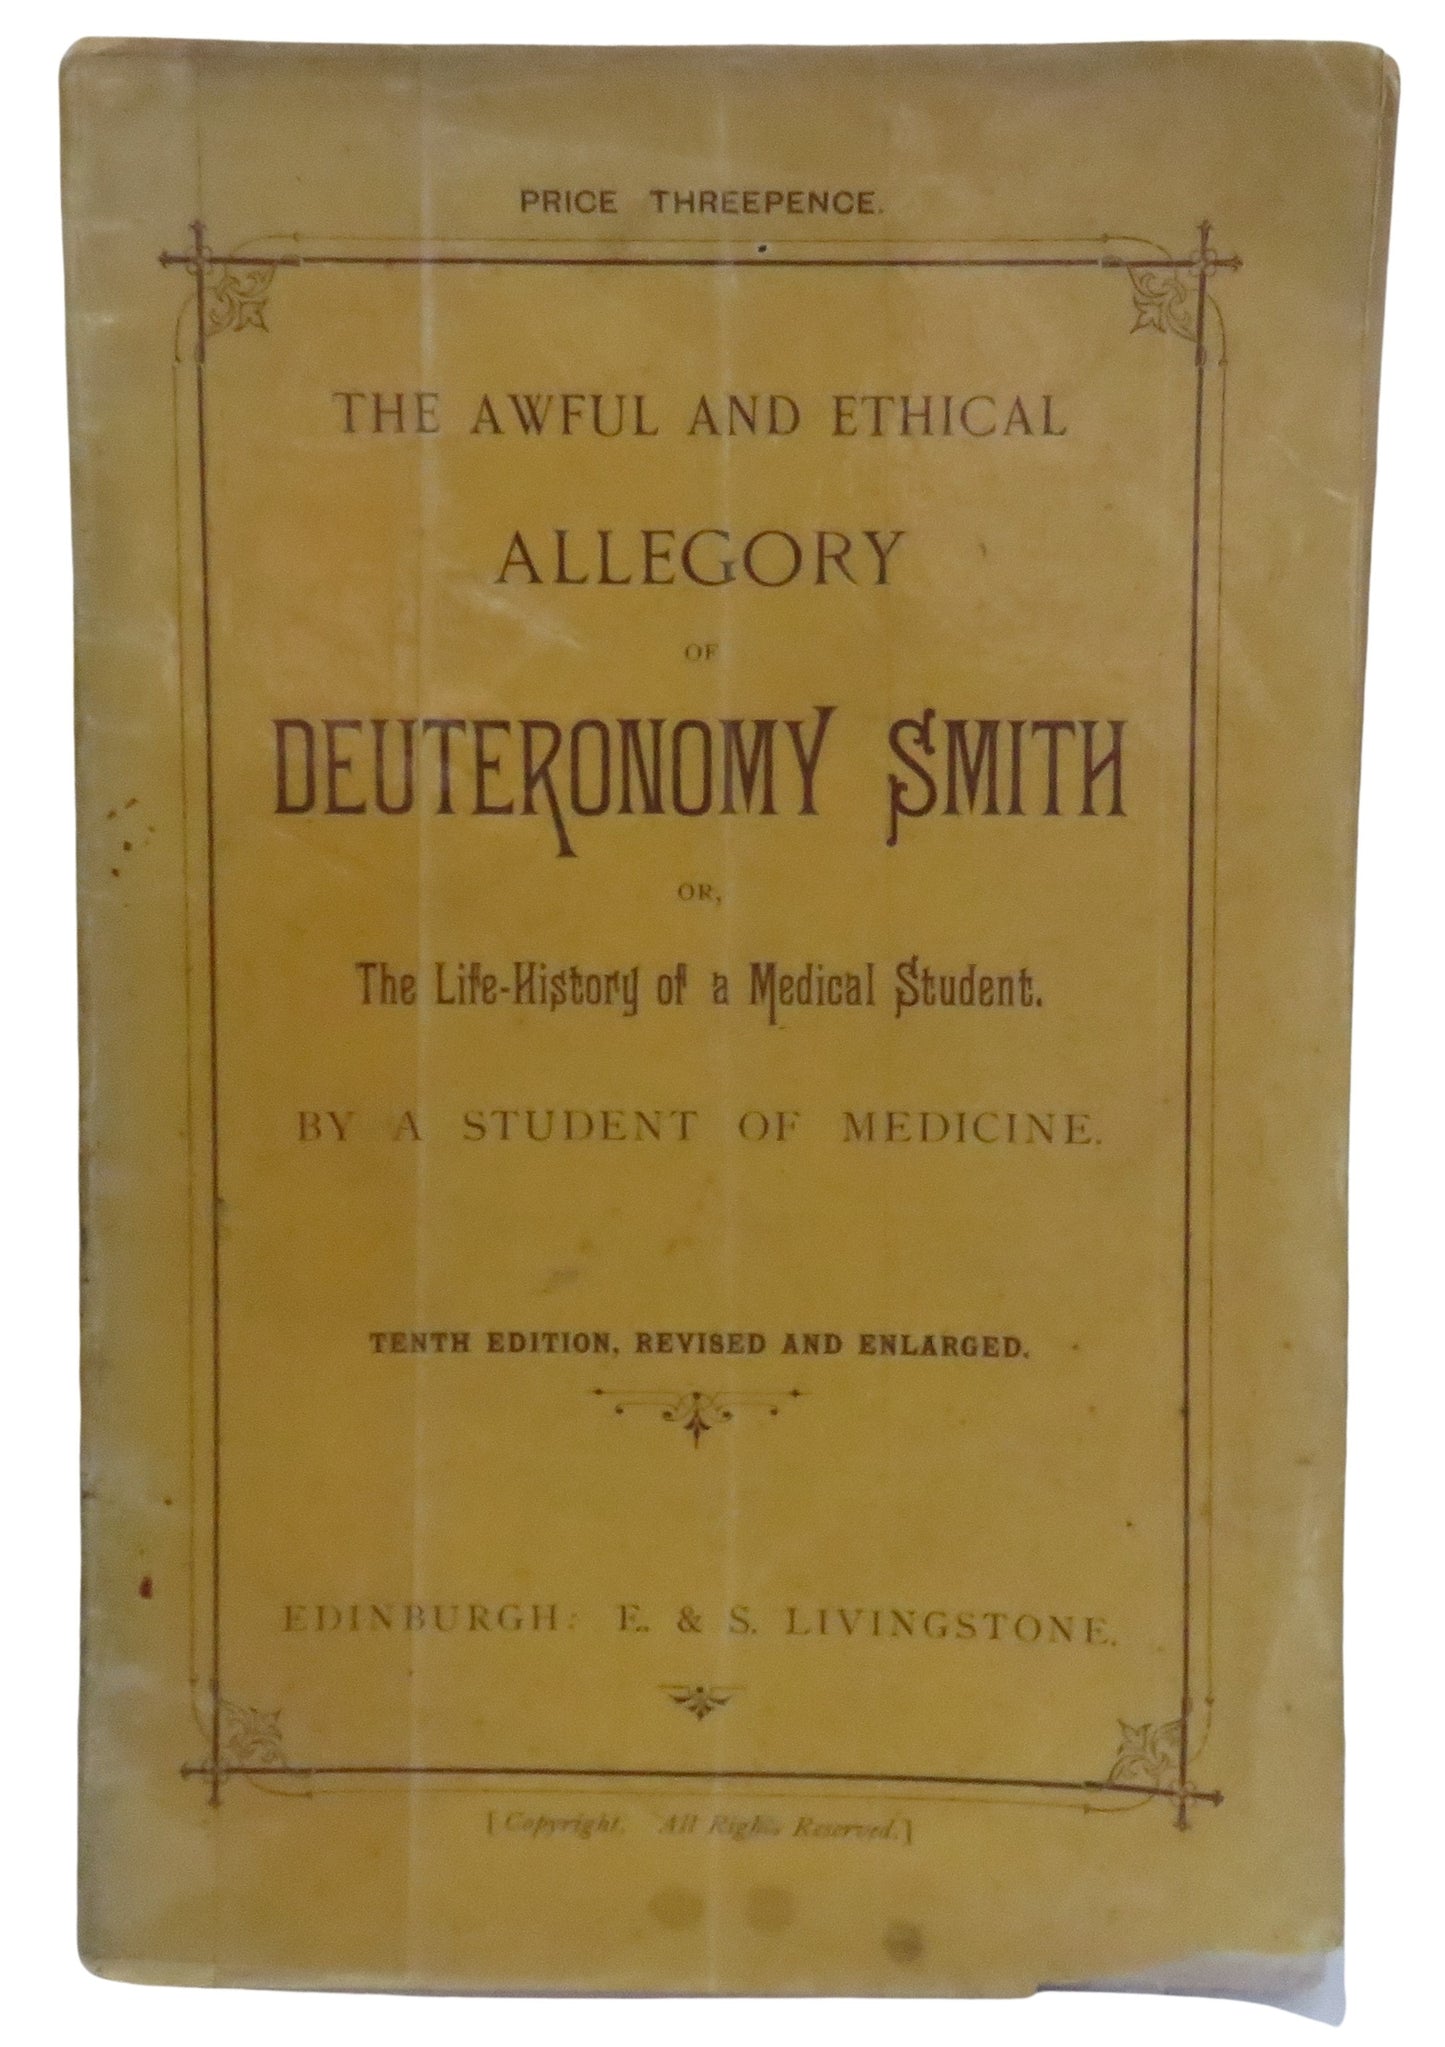 PRICE THREEPENCE.
THE AWFUL AND ETHICAL
ALLEGORY
OF
DEUTERONOMY SMITH
OR,
The Life-History of a Medical Student.
BY A STUDENT OF MEDICINE.
TENTH EDITION, REVISED AND ENLARGED.
EDINBURGH: E. & S. LIVINGSTONE.
[Copyright. All Rights Reserved.]